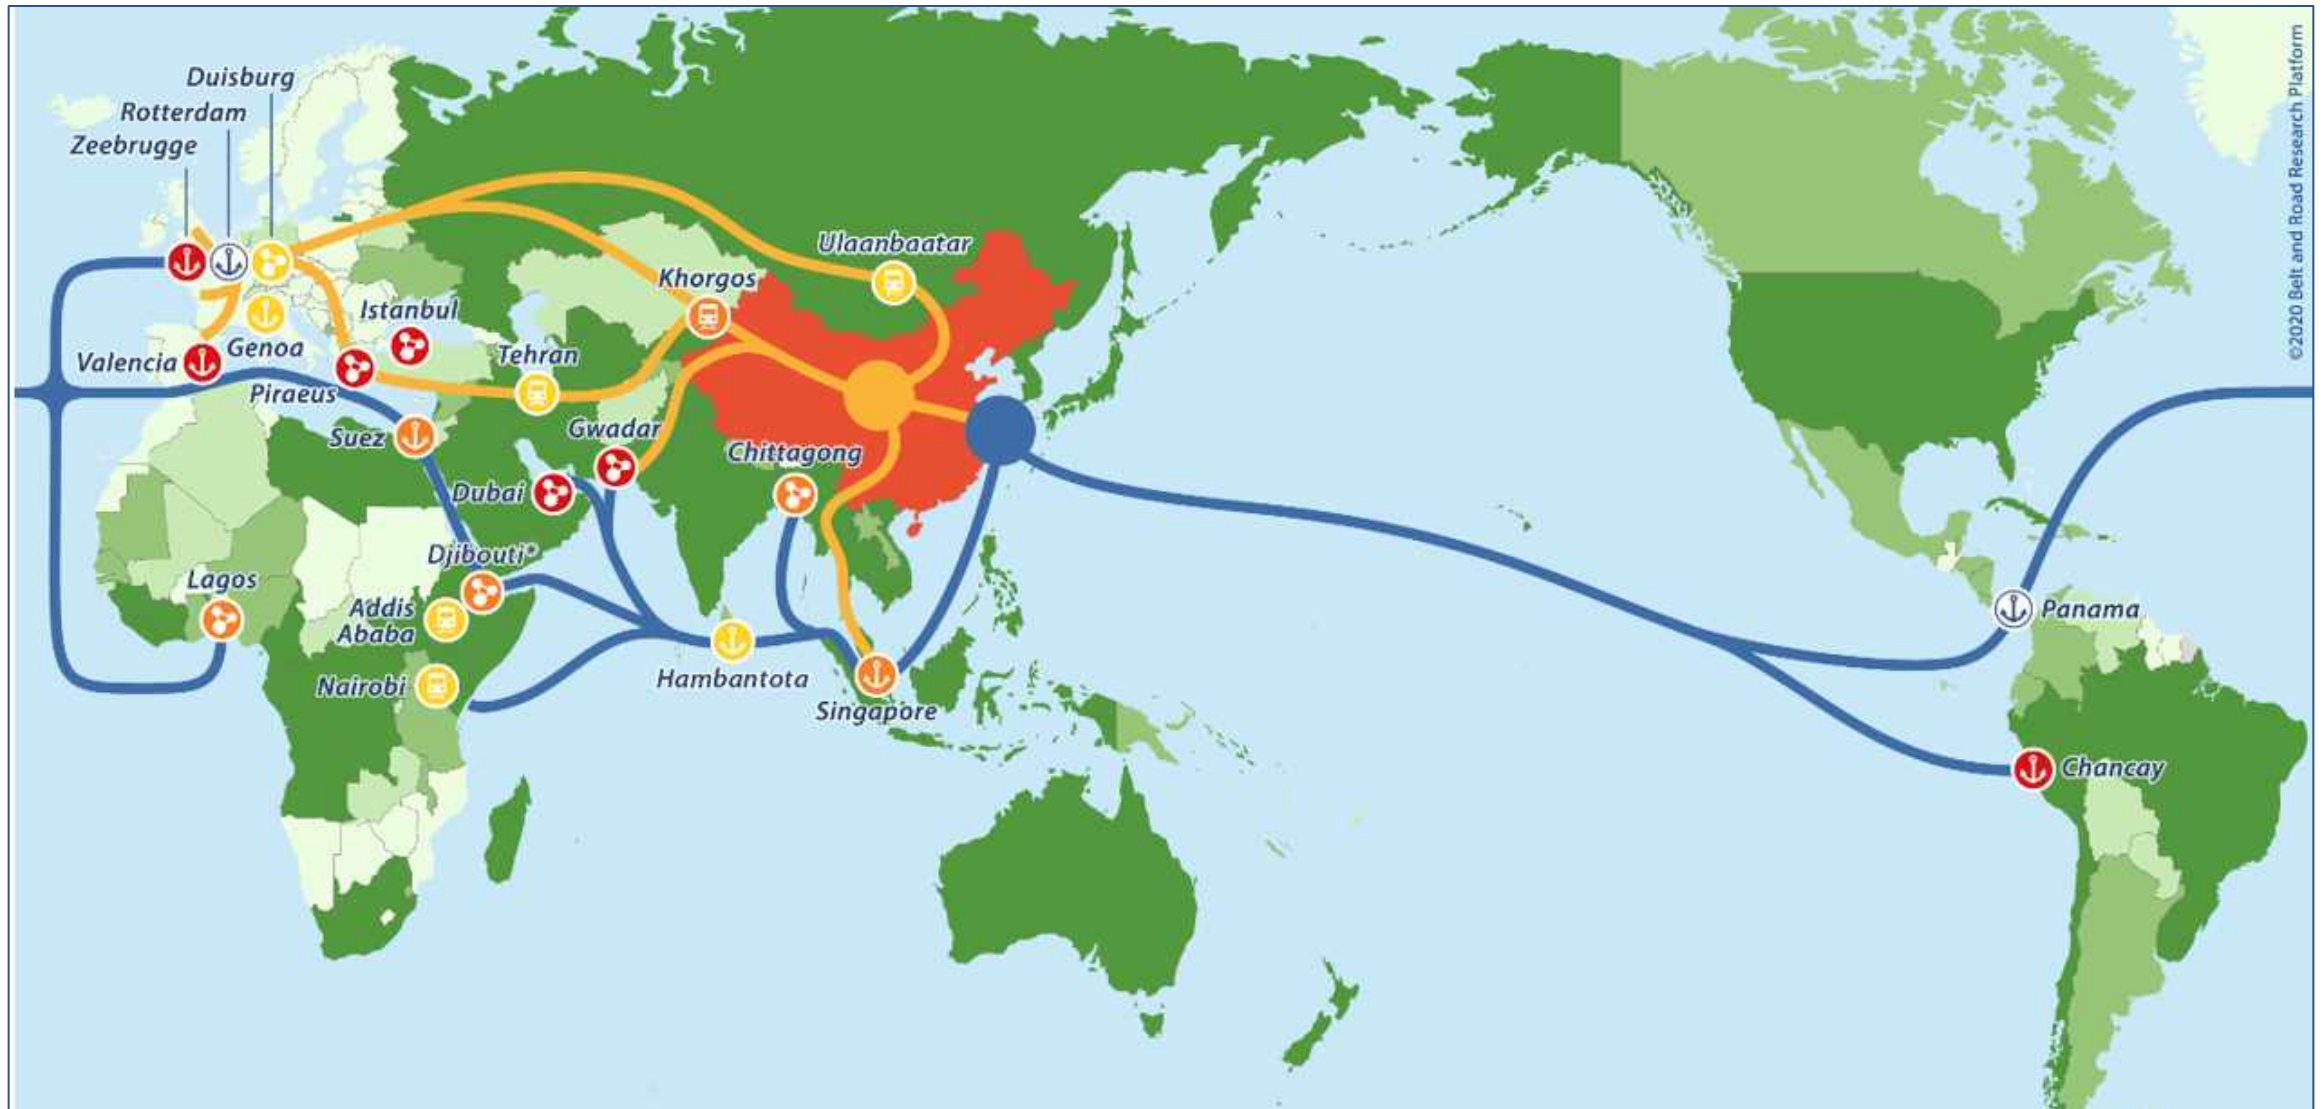 Duisburg
Rotterdam
Zeebrugge
Ulaanbaatar
Khorgos
Istanbul
Genoa
Valencia
Tehran
Piraeus
Suez
Gwadar
Chittagong
Dubai
Djibouti*
Lagos
Addis
Ababa
Nairobi
Hambantota
Singapore
Panama
Chancay
©2020 Belt and Road Research Platform